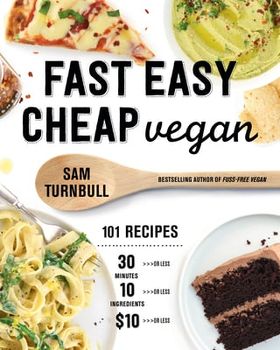 FAST EASY
CHEAP vegan
SAM
TURNBULL
BESTSELLING AUTHOR OF FUSS-FREE VEGAN
101 RECIPES
30 >>> OR LESS
MINUTES
10 >>> OR LESS
INGREDIENTS
$10 >>> OR LESS